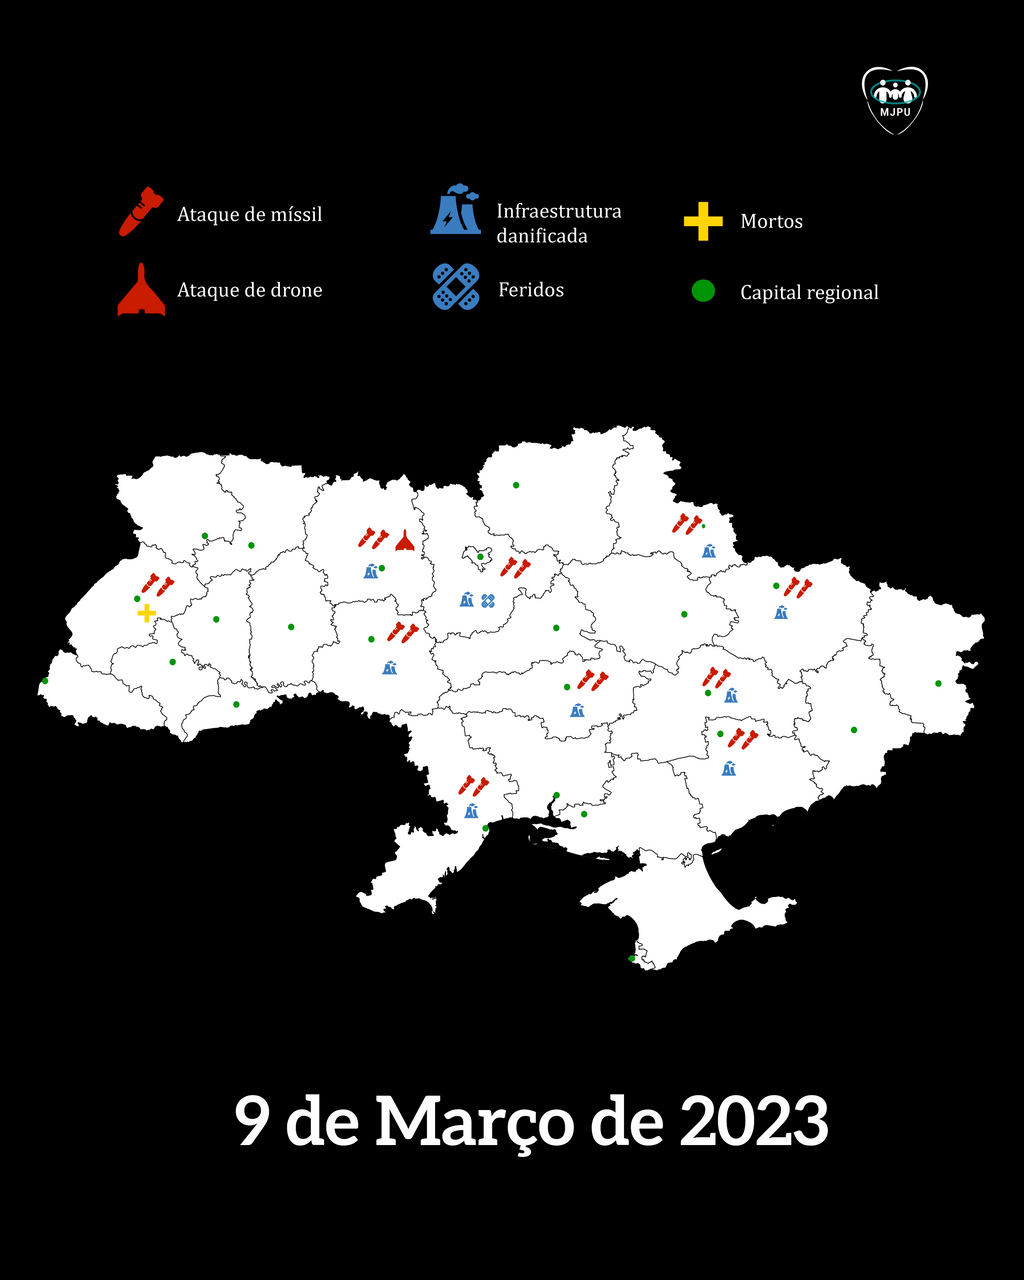 MJPU
Ataque de míssil
Infraestrutura
danificada
Mortos
Ataque de drone
Feridos
Capital regional
9 de Março de 2023